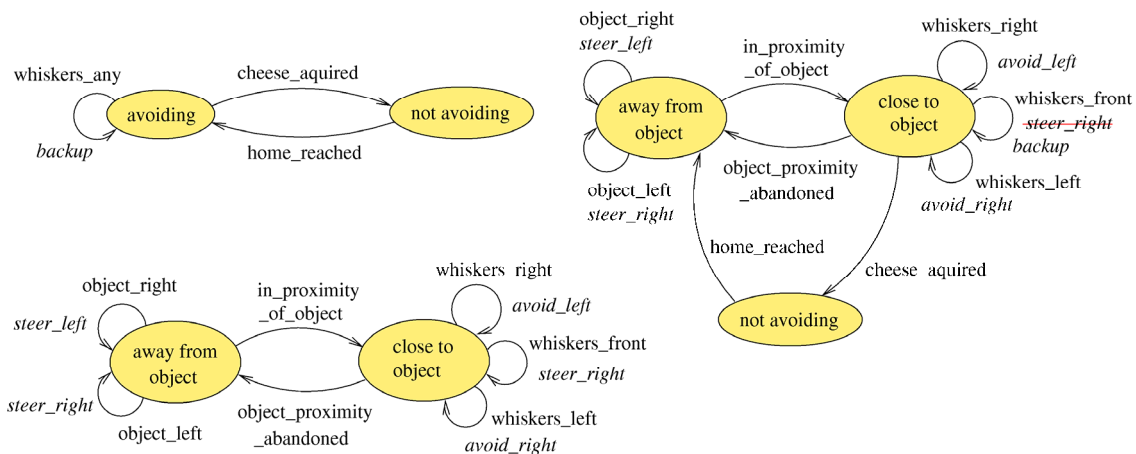 whiskers_any
backup
avoiding
cheese_aquired
home_reached
not avoiding
object_right
steer_left
away from
object
object_left
steer_right
in_proximity
_of_object
object_proximity
_abandoned
close to
object
whiskers_right
avoid_left
whiskers_front
steer_right
backup
whiskers_left
avoid_right
home_reached
cheese aquired
not avoiding
object_right
steer_left
away from
object
steer_right
object_left
in_proximity
_of_object
object_proximity
_abandoned
close to
object
whiskers right
avoid_left
whiskers_front
steer_right
whiskers_left
avoid_right